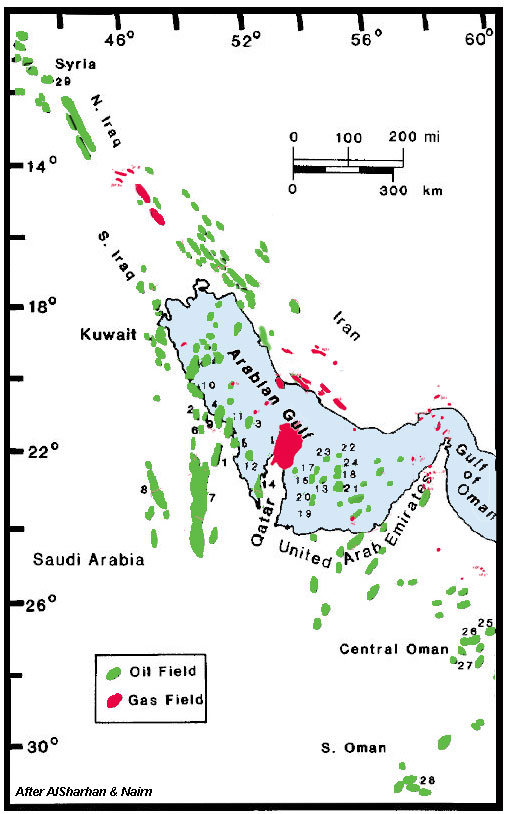 46° 52° 56° 60°
Syria
29
N. Iraq
0 100 200 mi
0 300 km
14°
S. Iraq
18°
Iran
Kuwait
Arabian Gulf
10
2 4
6 9 11 3
5
23 22
22°
1 12 17 24
18
14 15 13 21
8 7 20
19
Gulf of Oman
Qatar
United Arab Emirates
Saudi Arabia
26°
25
26
Central Oman
27
Oil Field
Gas Field
30°
S. Oman
28
After AlSharhan & Nairn